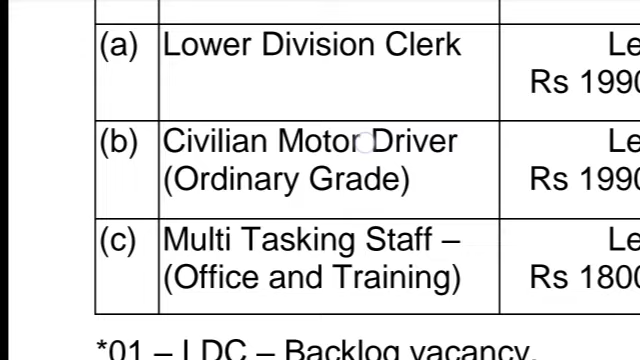 (a) Lower Division Clerk Le
Rs 1990
(b) Civilian Motor Driver Le
(Ordinary Grade) Rs 1990
(c) Multi Tasking Staff – Le
(Office and Training) Rs 1800
*01 – LDC – Backlog vacancy.